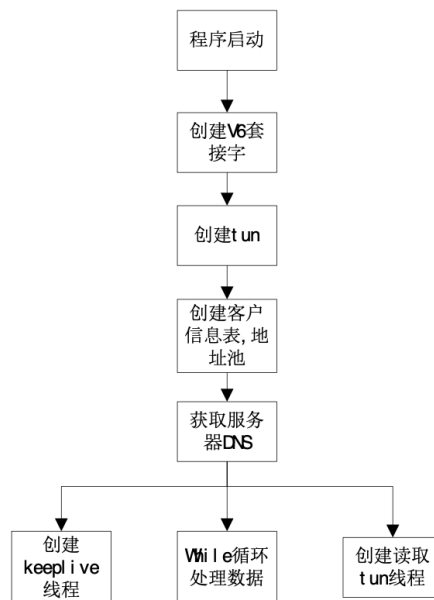 程序启动
创建V6套
接字
创建tun
创建客户
信息表,地
址池
获取服务
器DNS
创建
keeplive
线程
While循环
处理数据
创建读取
tun线程